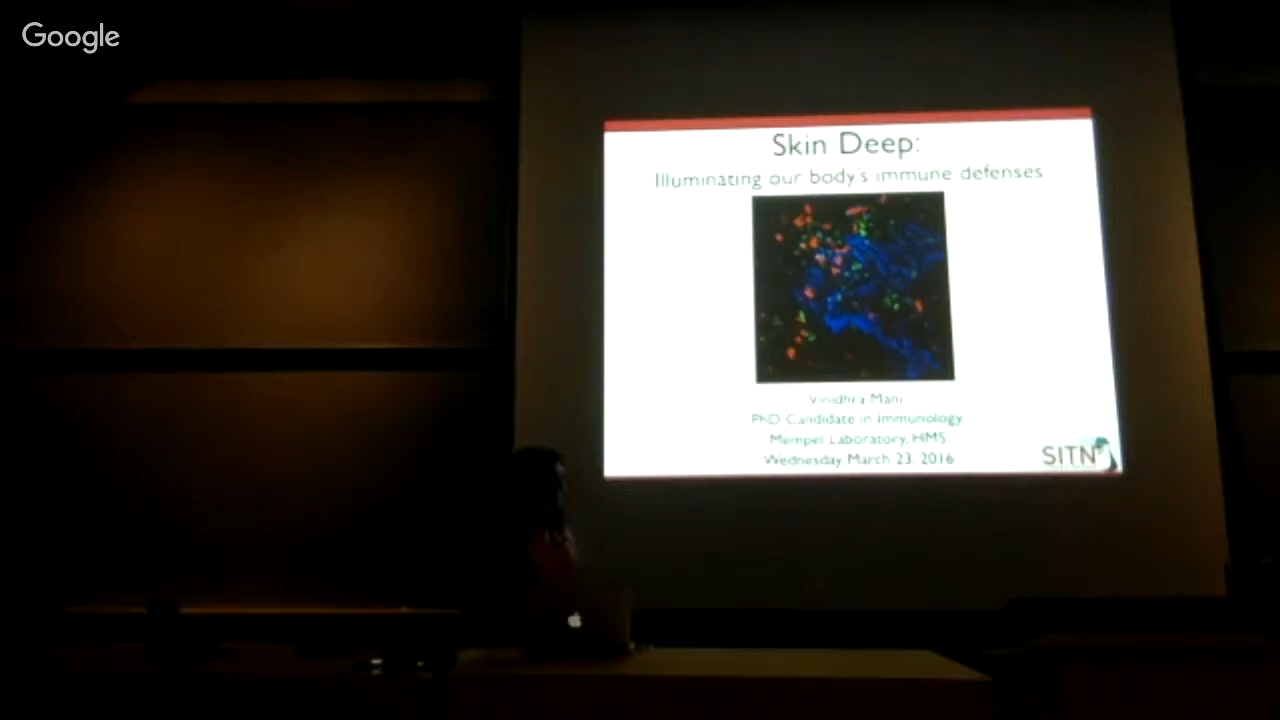 Google
Skin Deep:
Illuminating our body's immune defenses
Vinidhra Mani
PhD Candidate in Immunology
Mempel Laboratory, HMS
Wednesday March 23, 2016
SITN